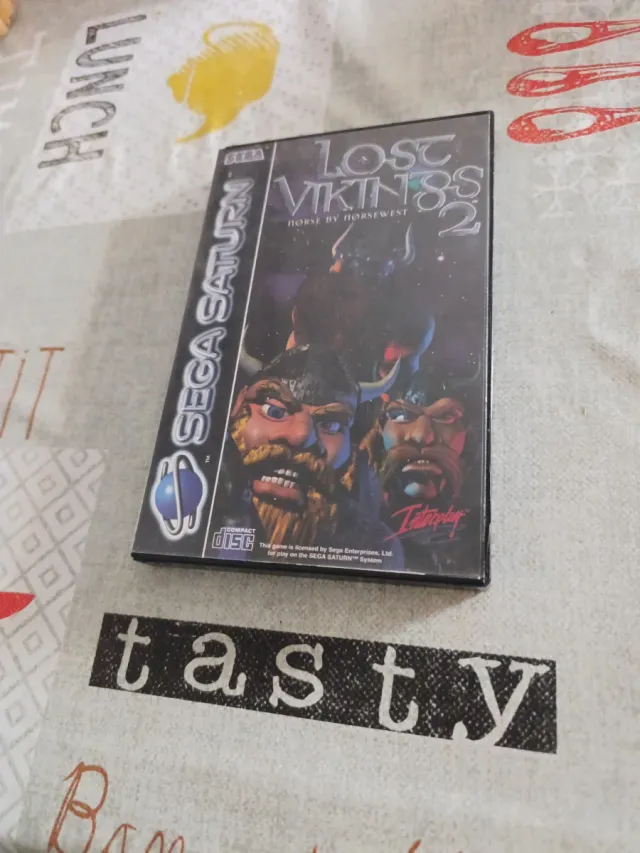 LUNCH
SEGA
SEGA SATURN
TM
LOST
VIKINGS
2
NORSE BY NORSEWEST
Interplay
COMPACT
disc
This game is licensed by Sega Enterprises, Ltd.
for play on the SEGA SATURN™ System
tasty